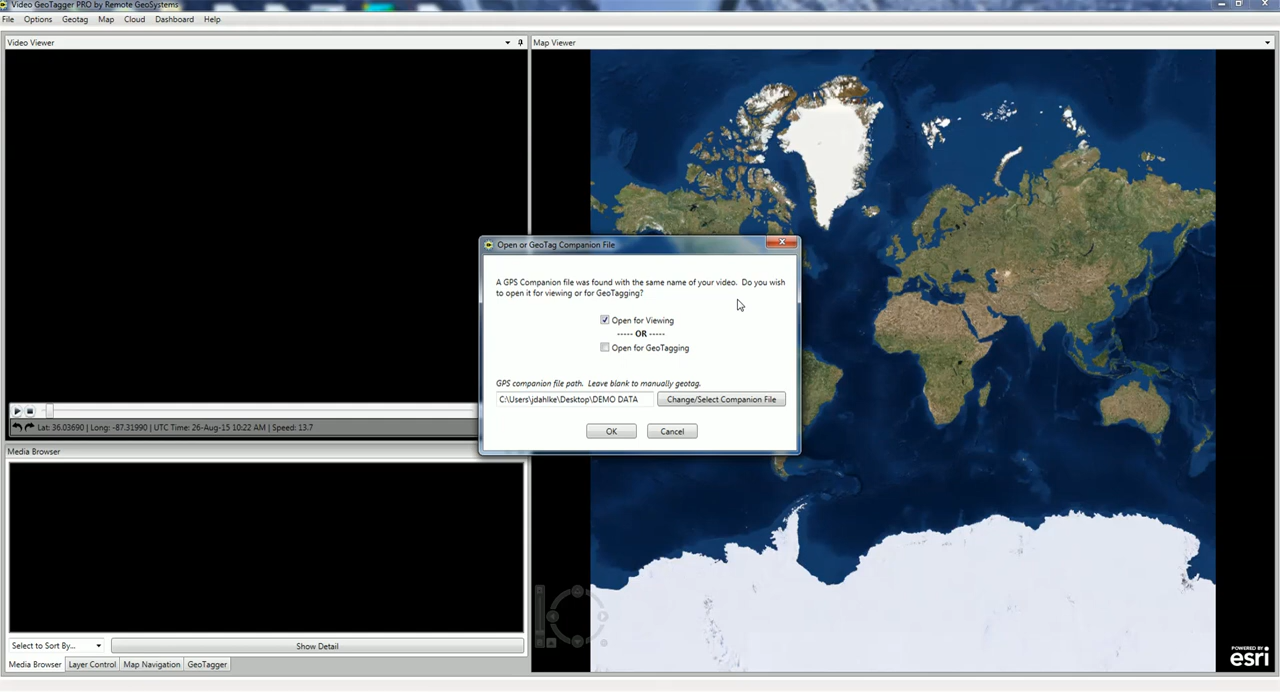 Video GeoTagger PRO by Remote GeoSystems
File Options Geotag Map Cloud Dashboard Help
Video Viewer
Map Viewer
Open or GeoTag Companion File
A GPS Companion file was found with the same name of your video. Do you wish
to open it for viewing or for GeoTagging?
Open for Viewing
----- OR -----
Open for GeoTagging
GPS companion file path. Leave blank to manually geotag.
C:\Users\jdahlke\Desktop\DEMO DATA
Change/Select Companion File
OK Cancel
Lat: 36.03690 | Long: -87.31990 | UTC Time: 26-Aug-15 10:22 AM | Speed: 13.7
Media Browser
Select to Sort By... Show Detail
Media Browser Layer Control Map Navigation GeoTagger
POWERED BY
esri